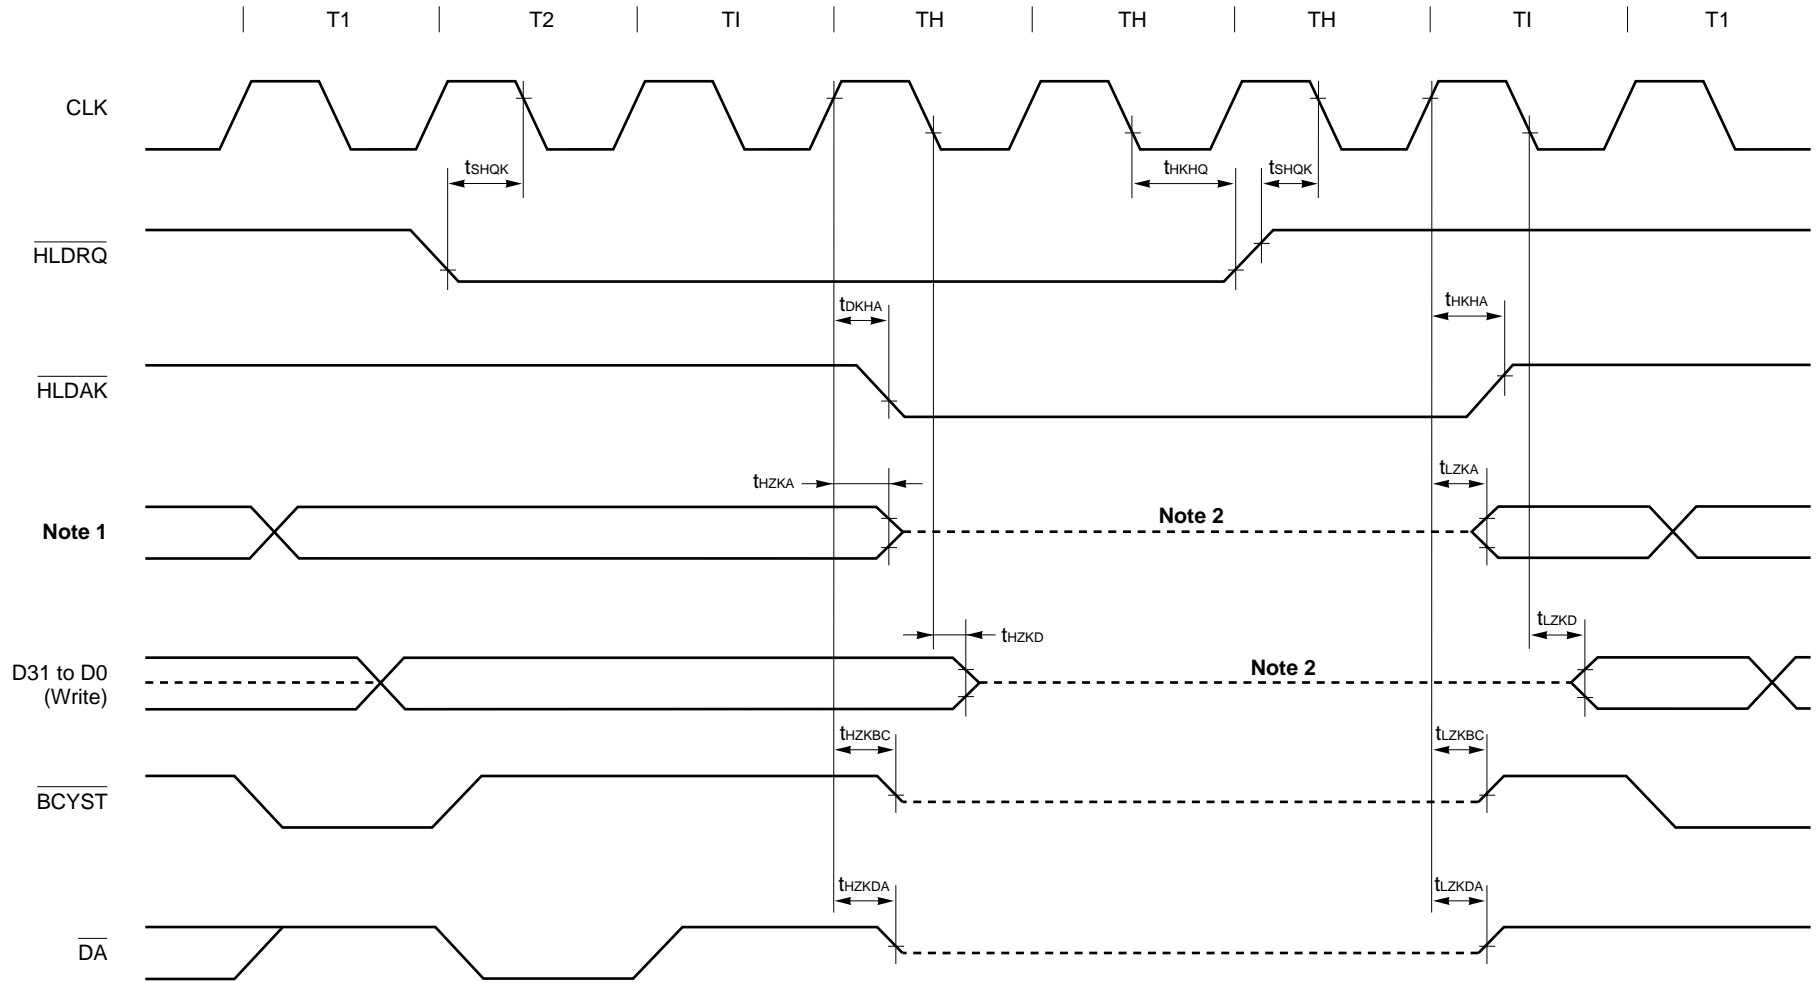 T1 T2 TI TH TH TH TI T1
CLK
tSHQK tHKHQ tSHQK
HLDRQ
tDKHA tHKHA
HLDAK
tHZKA tLZKA
Note 1 Note 2
tHZKD tLZKD
D31 to D0
(Write)
Note 2
tHZKBC tLZKBC
BCYST
tHZKDA tLZKDA
DA